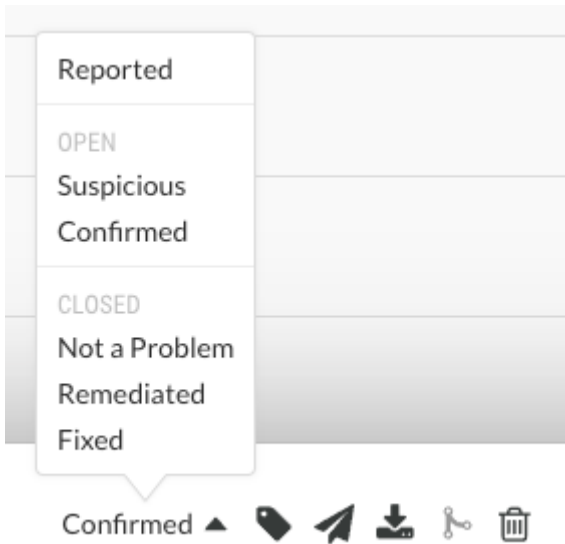 Reported
OPEN
Suspicious
Confirmed
CLOSED
Not a Problem
Remediated
Fixed
Confirmed